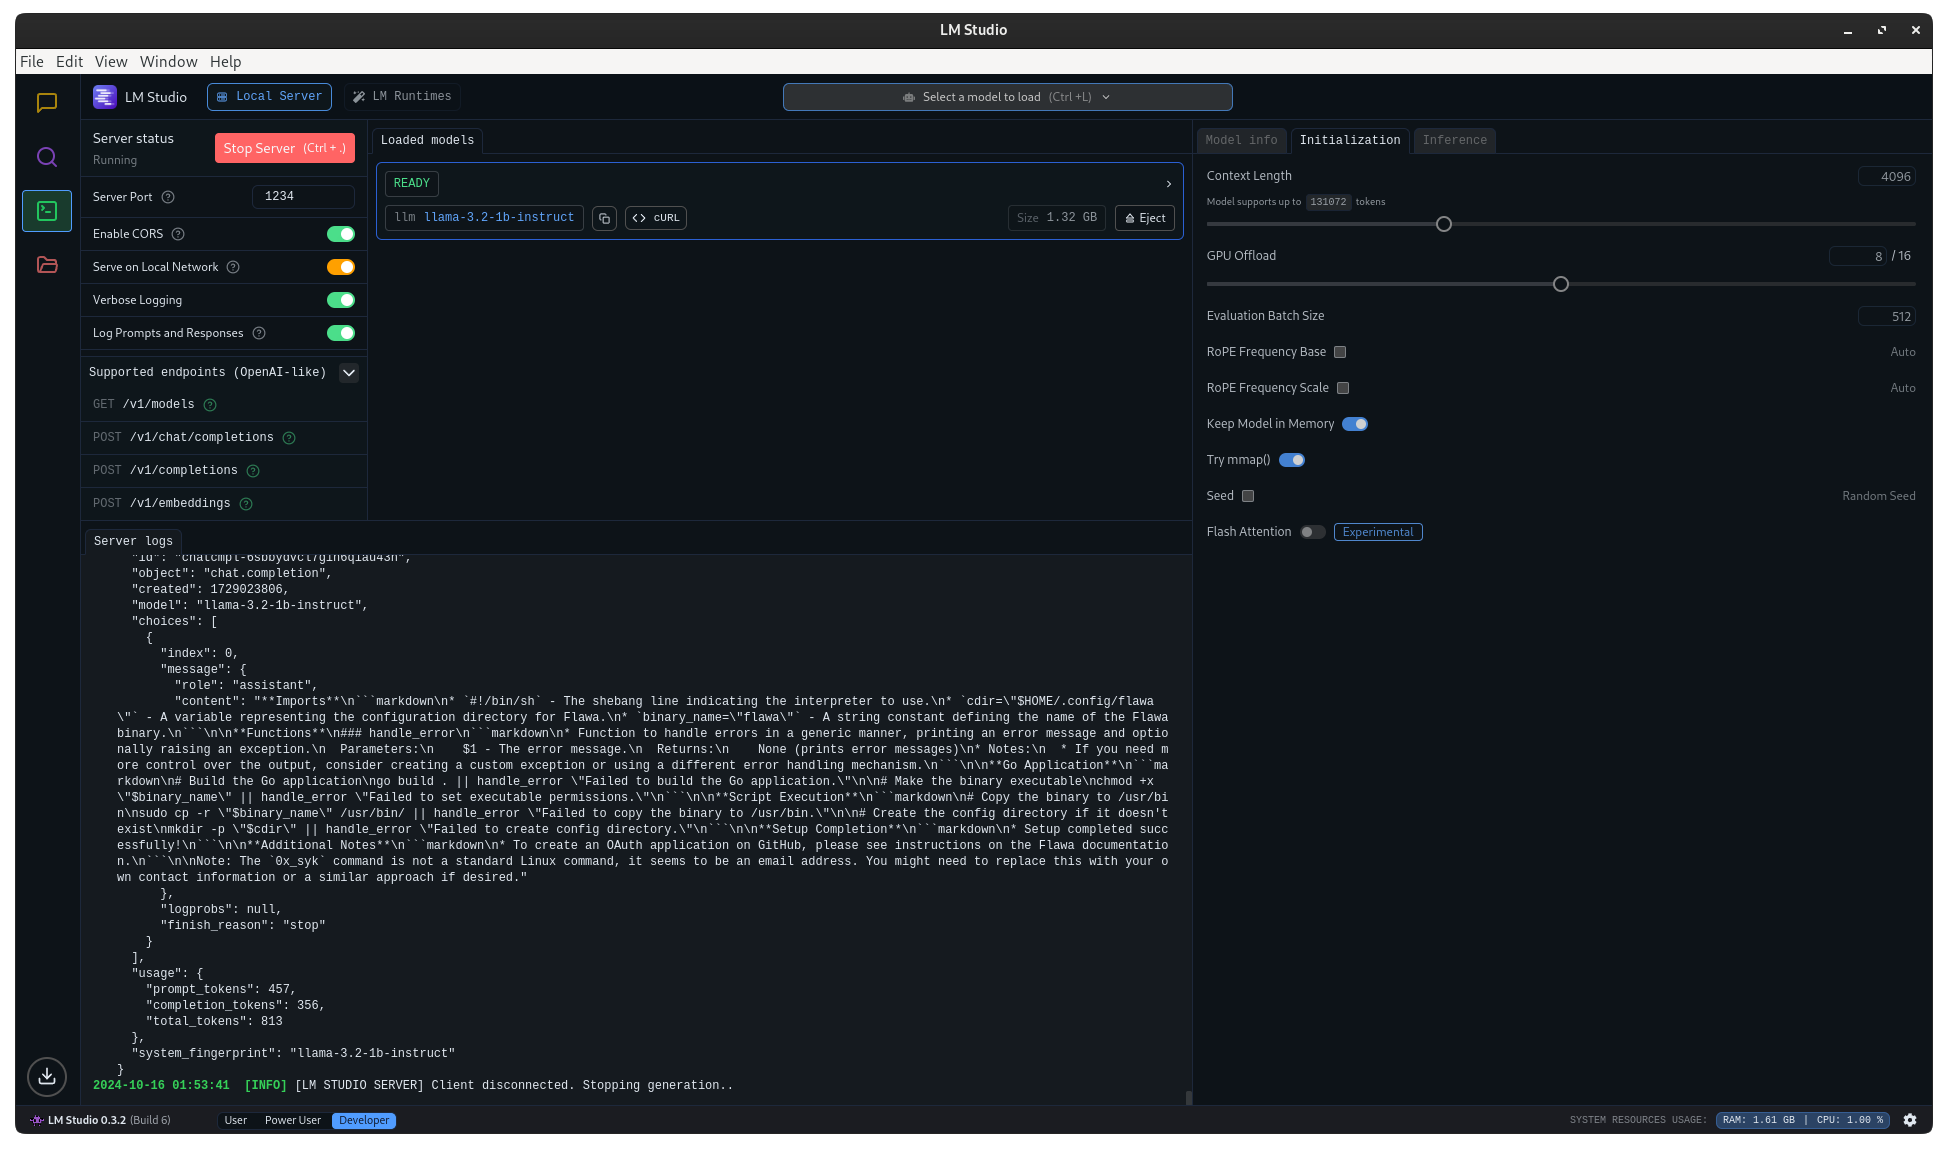 LM Studio
File Edit View Window Help
LM Studio
Local Server
LM Runtimes
Select a model to load (Ctrl +L)
Server status
Running
Stop Server (Ctrl + .)
Server Port
1234
Enable CORS
Serve on Local Network
Verbose Logging
Log Prompts and Responses
Supported endpoints (OpenAI-like)
GET /v1/models
POST /v1/chat/completions
POST /v1/completions
POST /v1/embeddings
Loaded models
READY
llm llama-3.2-1b-instruct
cURL
Size 1.32 GB
Eject
Model info
Initialization
Inference
Context Length
4096
Model supports up to 131072 tokens
GPU Offload
8 / 16
Evaluation Batch Size
512
RoPE Frequency Base
Auto
RoPE Frequency Scale
Auto
Keep Model in Memory
Try mmap()
Seed
Random Seed
Flash Attention
Experimental
Server logs
"id":
"object": "chat.completion",
"created": 1729023806,
"model": "llama-3.2-1b-instruct",
"choices": [
{
"index": 0,
"message": {
"role": "assistant",
"content": "**Imports**\n```markdown\n* `#!/bin/sh` - The shebang line indicating the interpreter to use.\n* `cdir=\"$HOME/.config/flawa
\"` - A variable representing the configuration directory for Flawa.\n* `binary_name=\"flawa\"` - A string constant defining the name of the Flawa
binary.\n```\n\n**Functions**\n### handle_error\n```markdown\n* Function to handle errors in a generic manner, printing an error message and optio
nally raising an exception.\n  Parameters:\n    $1 - The error message.\n  Returns:\n    None (prints error messages)\n* Notes:\n  * If you need m
ore control over the output, consider creating a custom exception or using a different error handling mechanism.\n```\n\n**Go Application**\n```ma
rkdown\n# Build the Go application\ngo build . || handle_error \"Failed to build the Go application.\"\n\n# Make the binary executable\nchmod +x
\"$binary_name\" || handle_error \"Failed to set executable permissions.\"\n```\n\n**Script Execution**\n```markdown\n# Copy the binary to /usr/bi
n\nsudo cp -r \"$binary_name\" /usr/bin/ || handle_error \"Failed to copy the binary to /usr/bin.\"\n\n# Create the config directory if it doesn't
exist\nmkdir -p \"$cdir\" || handle_error \"Failed to create config directory.\"\n```\n\n**Setup Completion**\n```markdown\n* Setup completed succ
essfully!\n```\n\n**Additional Notes**\n```markdown\n* To create an OAuth application on GitHub, please see instructions on the Flawa documentatio
n.\n```\n\nNote: The `0x_syk` command is not a standard Linux command, it seems to be an email address. You might need to replace this with your o
wn contact information or a similar approach if desired."
},
"logprobs": null,
"finish_reason": "stop"
}
],
"usage": {
"prompt_tokens": 457,
"completion_tokens": 356,
"total_tokens": 813
},
"system_fingerprint": "llama-3.2-1b-instruct"
}
2024-10-16 01:53:41 [INFO] [LM STUDIO SERVER] Client disconnected. Stopping generation..
LM Studio 0.3.2 (Build 6)
User
Power User
Developer
SYSTEM RESOURCES USAGE:
RAM: 1.61 GB | CPU: 1.00 %